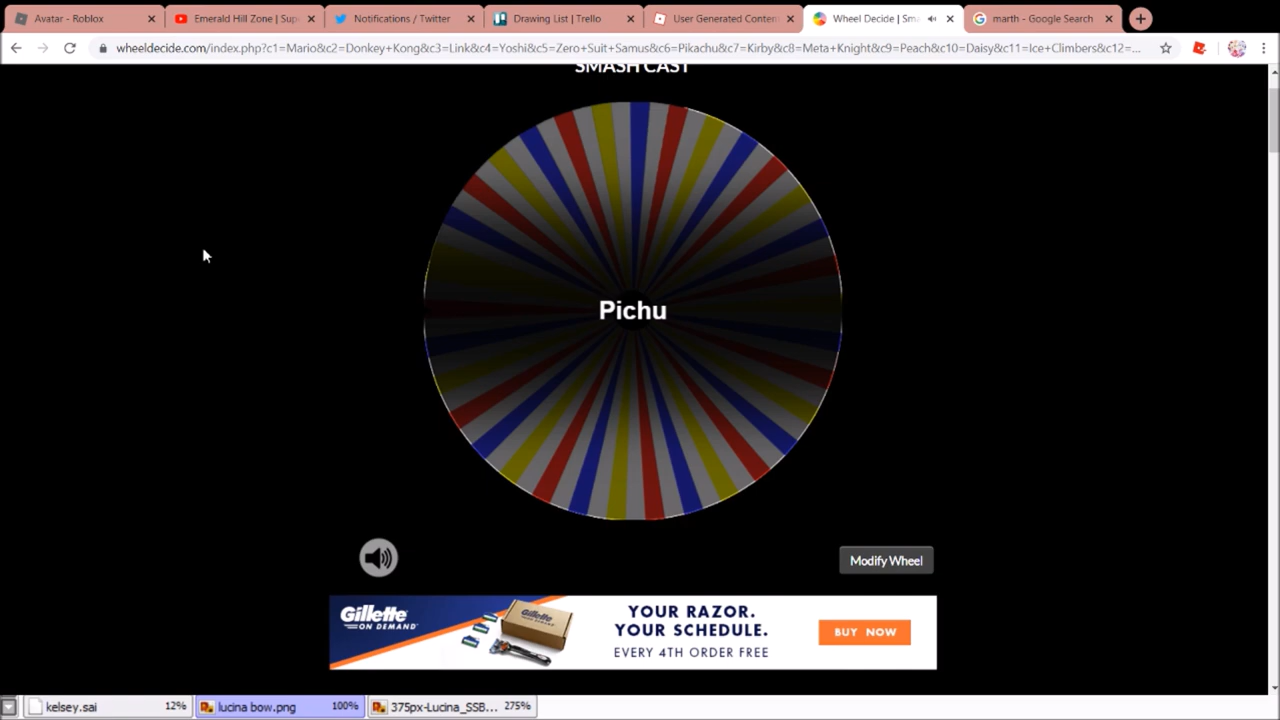 Avatar - Roblox
Emerald Hill Zone | Sup
Notifications / Twitter
Drawing List | Trello
User Generated Conten
Wheel Decide | Sma
marth - Google Search
wheeldecide.com/index.php?c1=Mario&c2=Donkey+Kong&c3=Link&c4=Yoshi&c5=Zero+Suit+Samus&c6=Pikachu&c7=Kirby&c8=Meta+Knight&c9=Peach&c10=Daisy&c11=Ice+Climbers&c12=...
SMASH CAST
Pichu
Modify Wheel
Gillette
ON DEMAND
YOUR RAZOR.
YOUR SCHEDULE.
EVERY 4TH ORDER FREE
BUY NOW
kelsey.sai 12%
lucina bow.png 100%
375px-Lucina_SSB... 275%